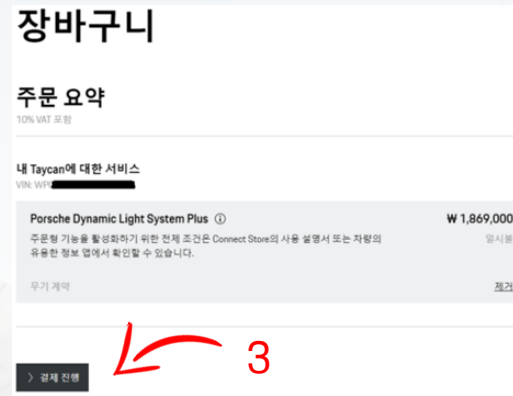 장바구니
주문 요약
10% VAT 포함
내 Taycan에 대한 서비스
VIN: WP
Porsche Dynamic Light System Plus ⓘ ₩ 1,869,000
주문형 기능을 활성화하기 위한 전제 조건은 Connect Store의 사용 설명서 또는 차량의 일시불
유용한 정보 앱에서 확인할 수 있습니다.
무기 계약 제거
3
> 결제 진행